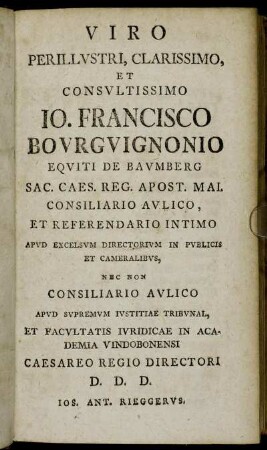 VIRO
PERILLVSTRI, CLARISSIMO,
ET
CONSVLTISSIMO
IO. FRANCISCO
BOVRGVIGNONIO
EQVITI DE BAVMBERG
SAC. CAES. REG. APOST. MAI.
CONSILIARIO AVLICO,
ET REFERENDARIO INTIMO
APVD EXCELSVM DIRECTORIVM IN PVBLICIS
ET CAMERALIBVS,
NEC NON
CONSILIARIO AVLICO
APVD SVPREMVM IVSTITIAE TRIBVNAL,
ET FACVLTATIS IVRIDICAE IN ACA-
DEMIA VINDOBONENSI
CAESAREO REGIO DIRECTORI
D. D. D.
IOS. ANT. RIEGGERVS.